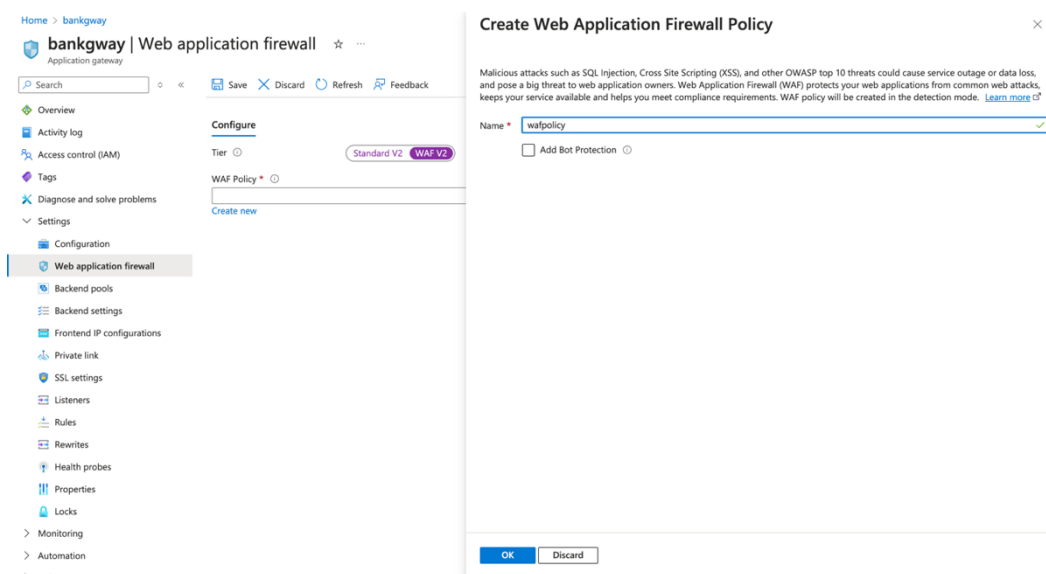 Home > bankgway
bankgway | Web application firewall
Application gateway
Search
Overview
Activity log
Access control (IAM)
Tags
Diagnose and solve problems
Settings
Configuration
Web application firewall
Backend pools
Backend settings
Frontend IP configurations
Private link
SSL settings
Listeners
Rules
Rewrites
Health probes
Properties
Locks
Monitoring
Automation
Save Discard Refresh Feedback
Configure
Tier Standard V2 WAF V2
WAF Policy *
Create new
Create Web Application Firewall Policy
Malicious attacks such as SQL Injection, Cross Site Scripting (XSS), and other OWASP top 10 threats could cause service outage or data loss,
and pose a big threat to web application owners. Web Application Firewall (WAF) protects your web applications from common web attacks,
keeps your service available and helps you meet compliance requirements. WAF policy will be created in the detection mode. Learn more
Name * wafpolicy
Add Bot Protection
OK Discard